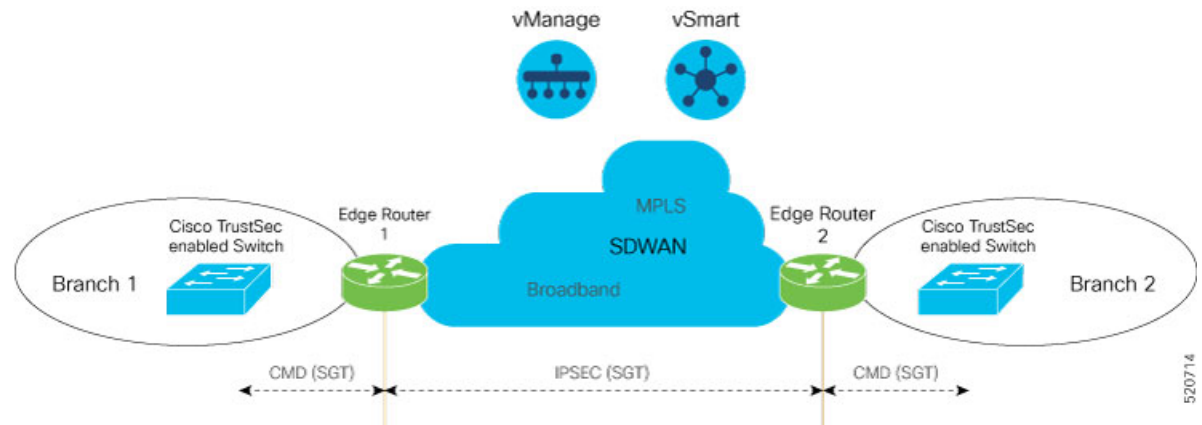 vManage
vSmart
MPLS
SDWAN
Broadband
Edge Router
1
Edge Router
2
Cisco TrustSec
enabled Switch
Branch 1
Cisco TrustSec
enabled Switch
Branch 2
CMD (SGT)
IPSEC (SGT)
CMD (SGT)
520714